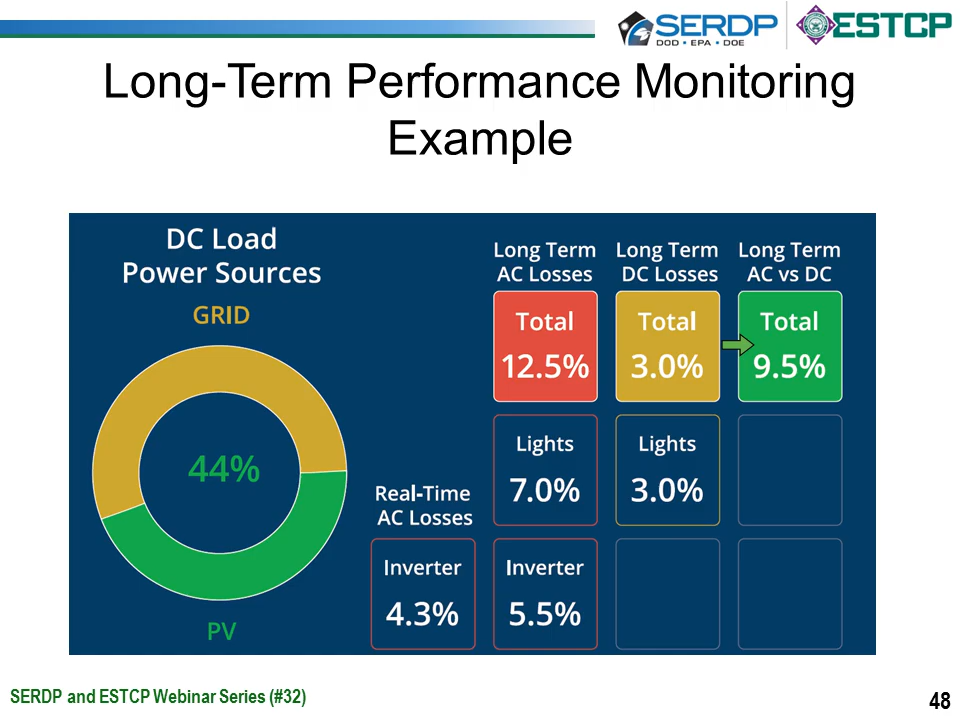 SERDP
DOD • EPA • DOE
ESTCP
Long-Term Performance Monitoring
Example
DC Load
Power Sources
GRID
44%
PV
Long Term
AC Losses
Long Term
DC Losses
Long Term
AC vs DC
Total
12.5%
Total
3.0%
Total
9.5%
Lights
7.0%
Lights
3.0%
Real-Time
AC Losses
Inverter
4.3%
Inverter
5.5%
SERDP and ESTCP Webinar Series (#32)
48